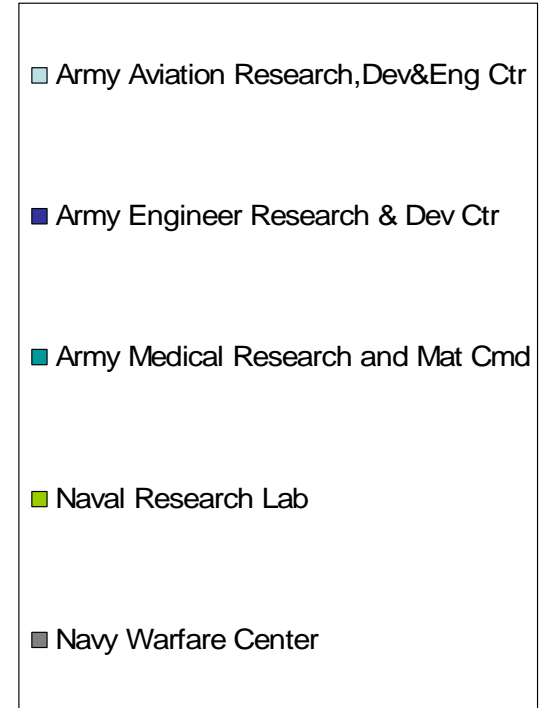 Army Aviation Research,Dev&Eng Ctr
Army Engineer Research & Dev Ctr
Army Medical Research and Mat Cmd
Naval Research Lab
Navy Warfare Center